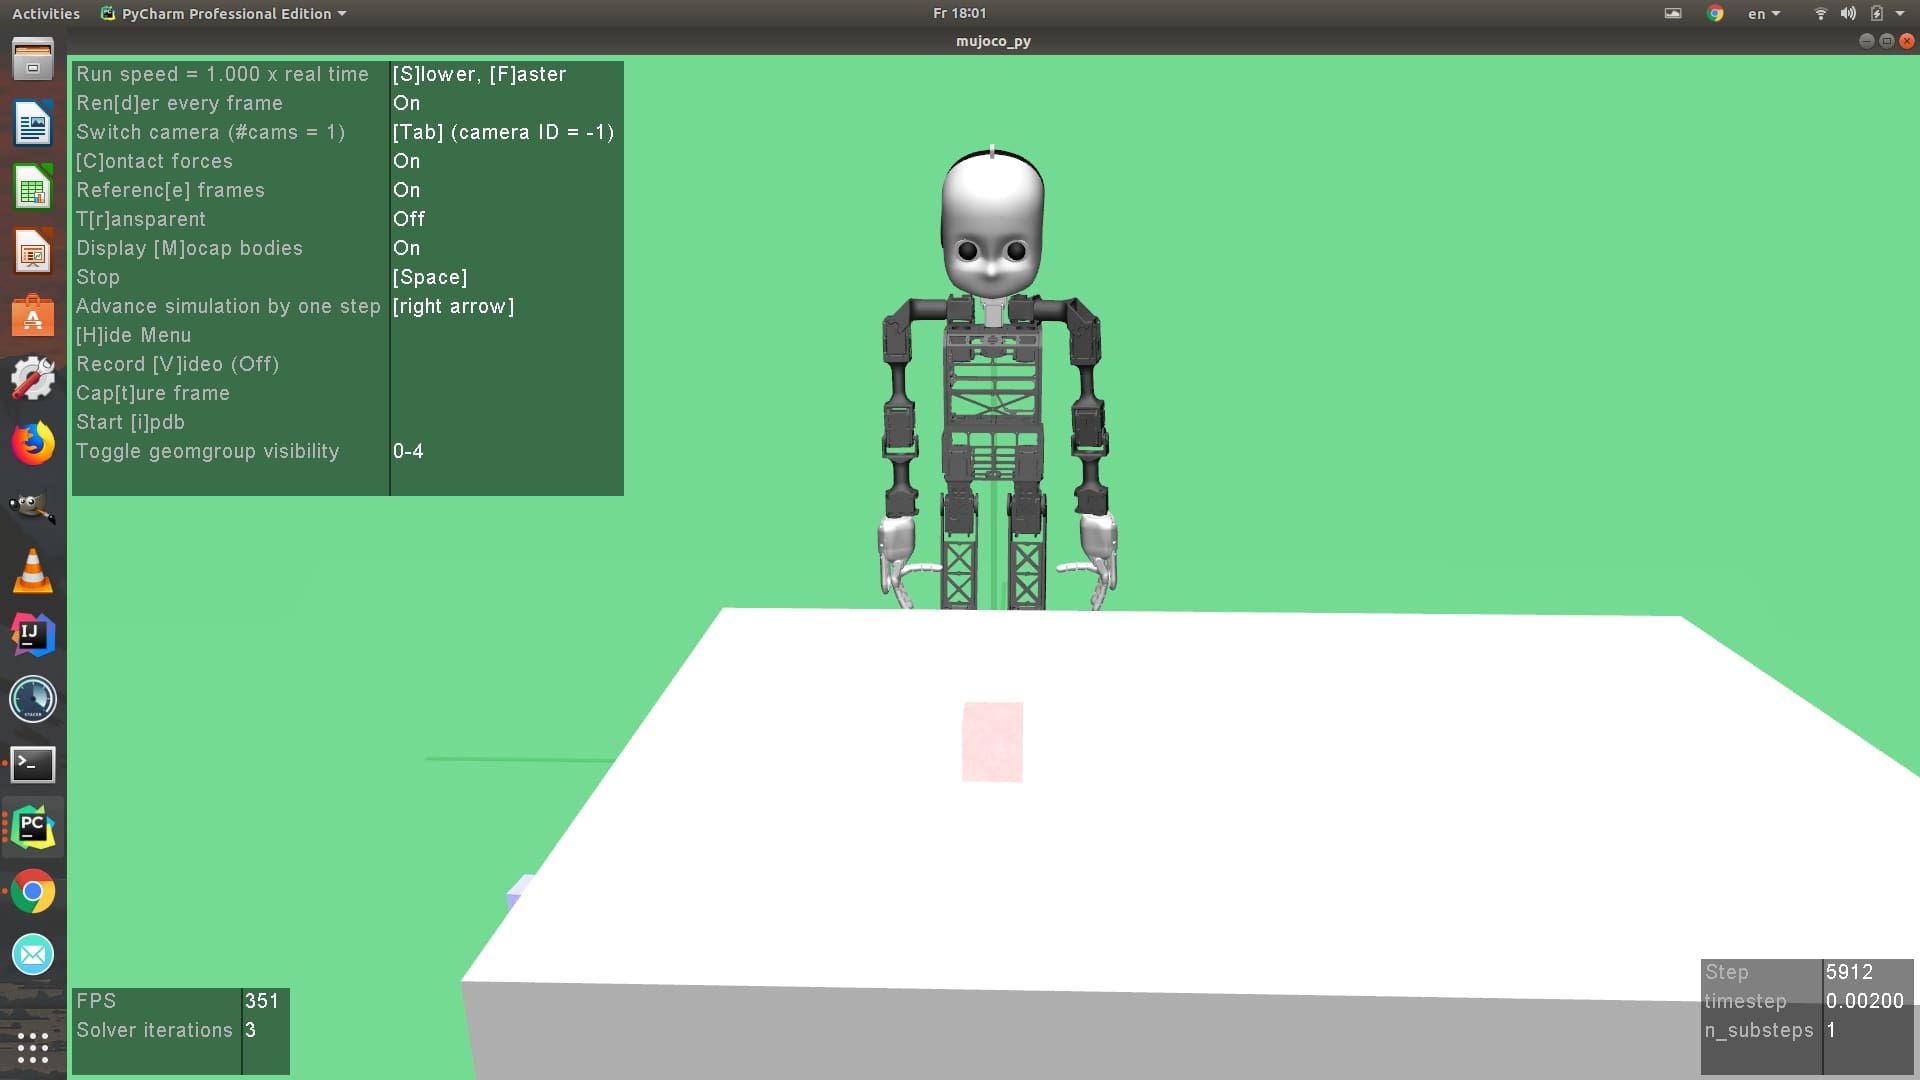 Activities PyCharm Professional Edition Fr 18:01 en
mujoco_py
Run speed = 1.000 x real time [S]lower, [F]aster
Ren[d]er every frame On
Switch camera (#cams = 1) [Tab] (camera ID = -1)
[C]ontact forces On
Referenc[e] frames On
T[r]ansparent Off
Display [M]ocap bodies On
Stop [Space]
Advance simulation by one step [right arrow]
[H]ide Menu
Record [V]ideo (Off)
Cap[t]ure frame
Start [i]pdb
Toggle geomgroup visibility 0-4
IJ
STACER
>_
PC
FPS 351
Solver iterations 3
Step 5912
timestep 0.00200
n_substeps 1